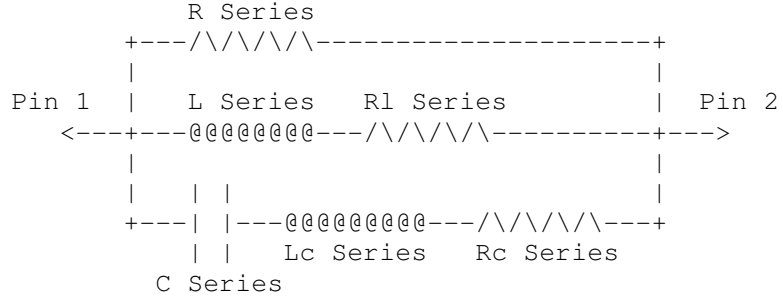 R Series
+---/\/\/\/\---------------------+
| |
Pin 1 | L Series Rl Series | Pin 2
<---+---@@@@@@@@---/\/\/\/\----------+--->
| |
| | | |
+---| |---@@@@@@@@@---/\/\/\/\---+
| | Lc Series Rc Series
C Series